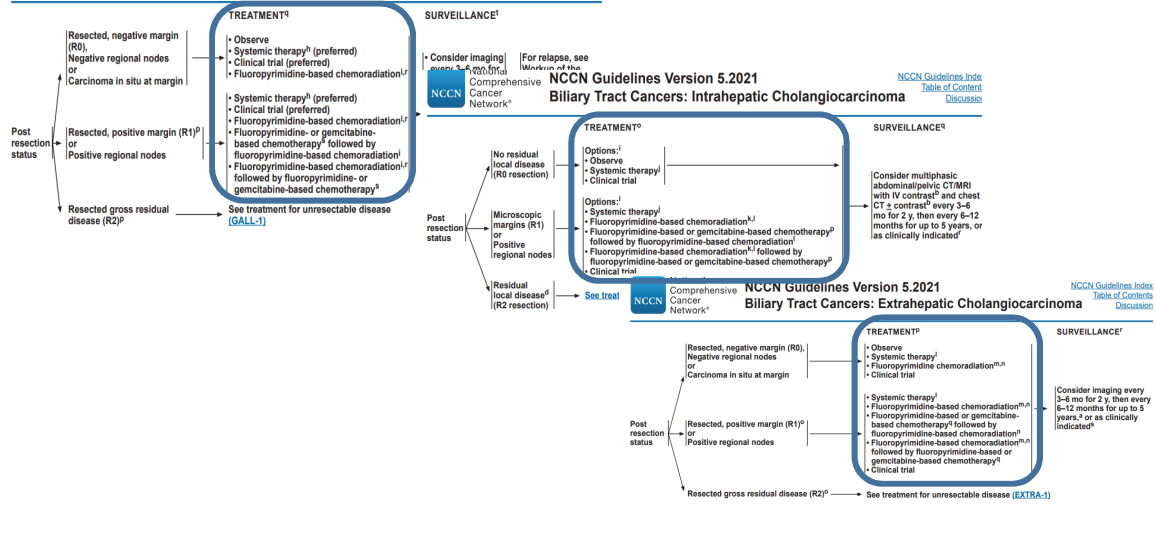 TREATMENTq
SURVEILLANCEt
Resected, negative margin
(R0),
Negative regional nodes
or
Carcinoma in situ at margin
• Observe
• Systemic therapyh (preferred)
• Clinical trial (preferred)
• Fluoropyrimidine-based chemoradiationi,r
• Consider imaging
every 3–6 mo for
For relapse, see
Workup of the
Post
resection
status
Resected, positive margin (R1)p
or
Positive regional nodes
• Systemic therapyh (preferred)
• Clinical trial (preferred)
• Fluoropyrimidine-based chemoradiationi,r
• Fluoropyrimidine- or gemcitabine-
based chemotherapys followed by
fluoropyrimidine-based chemoradiationi
• Fluoropyrimidine-based chemoradiationi,r
followed by fluoropyrimidine- or
gemcitabine-based chemotherapys
Resected gross residual
disease (R2)p
See treatment for unresectable disease
(GALL-1)
NCCN
National
Comprehensive
Cancer
Network®
NCCN Guidelines Version 5.2021
Biliary Tract Cancers: Intrahepatic Cholangiocarcinoma
NCCN Guidelines Inde
Table of Content
Discussio
TREATMENTo
SURVEILLANCEq
Post
resection
status
No residual
local disease
(R0 resection)
Options:i
• Observe
• Systemic therapyj
• Clinical trial
Microscopic
margins (R1)
or
Positive
regional nodes
Options:i
• Systemic therapyj
• Fluoropyrimidine-based chemoradiationk,l
• Fluoropyrimidine-based or gemcitabine-based chemotherapyp
followed by fluoropyrimidine-based chemoradiationl
• Fluoropyrimidine-based chemoradiationk,l followed by
fluoropyrimidine-based or gemcitabine-based chemotherapyp
• Clinical trial
Consider multiphasic
abdominal/pelvic CT/MRI
with IV contrastb and chest
CT ± contrastb every 3–6
mo for 2 y, then every 6–12
months for up to 5 years, or
as clinically indicatedr
Residual
local diseased
(R2 resection)
See treat
NCCN
Comprehensive
Cancer
Network®
NCCN Guidelines Version 5.2021
Biliary Tract Cancers: Extrahepatic Cholangiocarcinoma
NCCN Guidelines Index
Table of Contents
Discussion
TREATMENTp
SURVEILLANCEr
Post
resection
status
Resected, negative margin (R0),
Negative regional nodes
or
Carcinoma in situ at margin
• Observe
• Systemic therapyl
• Fluoropyrimidine chemoradiationm,n
• Clinical trial
Resected, positive margin (R1)o
or
Positive regional nodes
• Systemic therapyl
• Fluoropyrimidine-based chemoradiationm,n
• Fluoropyrimidine-based or gemcitabine-
based chemotherapyq followed by
fluoropyrimidine-based chemoradiationn
• Fluoropyrimidine-based chemoradiationm,n
followed by fluoropyrimidine-based or
gemcitabine-based chemotherapyq
• Clinical trial
Consider imaging every
3–6 mo for 2 y, then every
6–12 months for up to 5
years,a or as clinically
indicateds
Resected gross residual disease (R2)o
See treatment for unresectable disease (EXTRA-1)